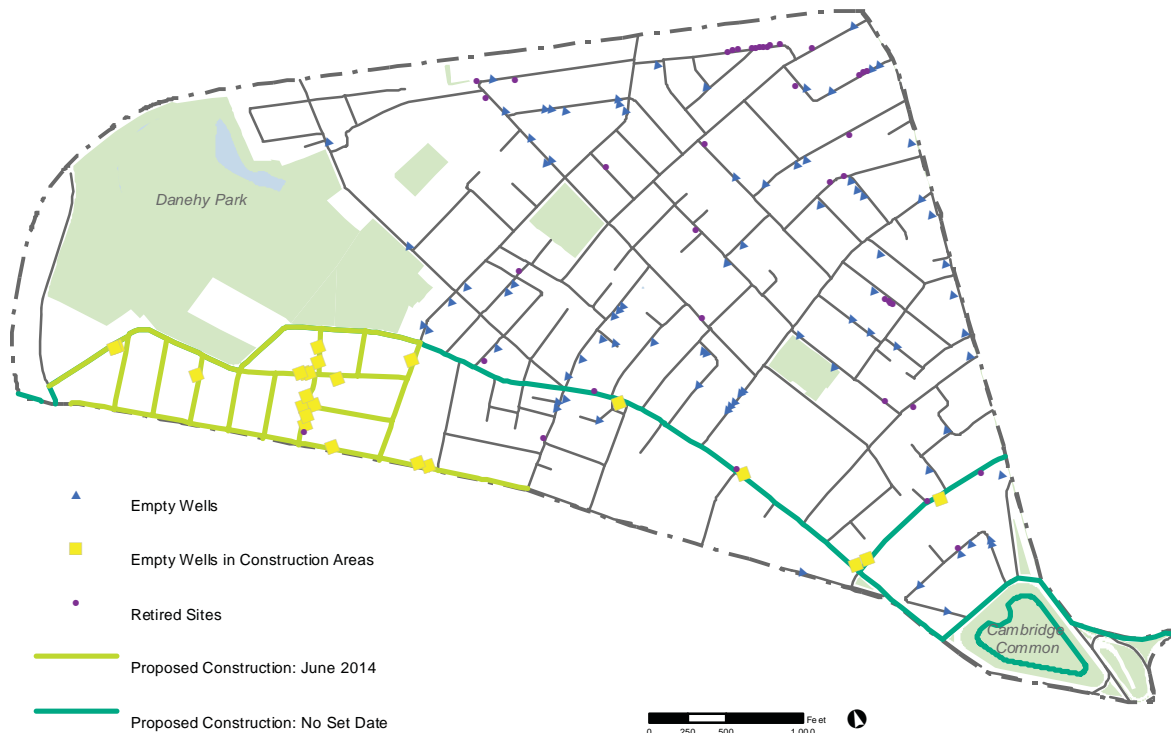 Danehy Park
Empty Wells
Empty Wells in Construction Areas
Retired Sites
Proposed Construction: June 2014
Proposed Construction: No Set Date
Cambridge
Common
Feet
0 250 500 1,000